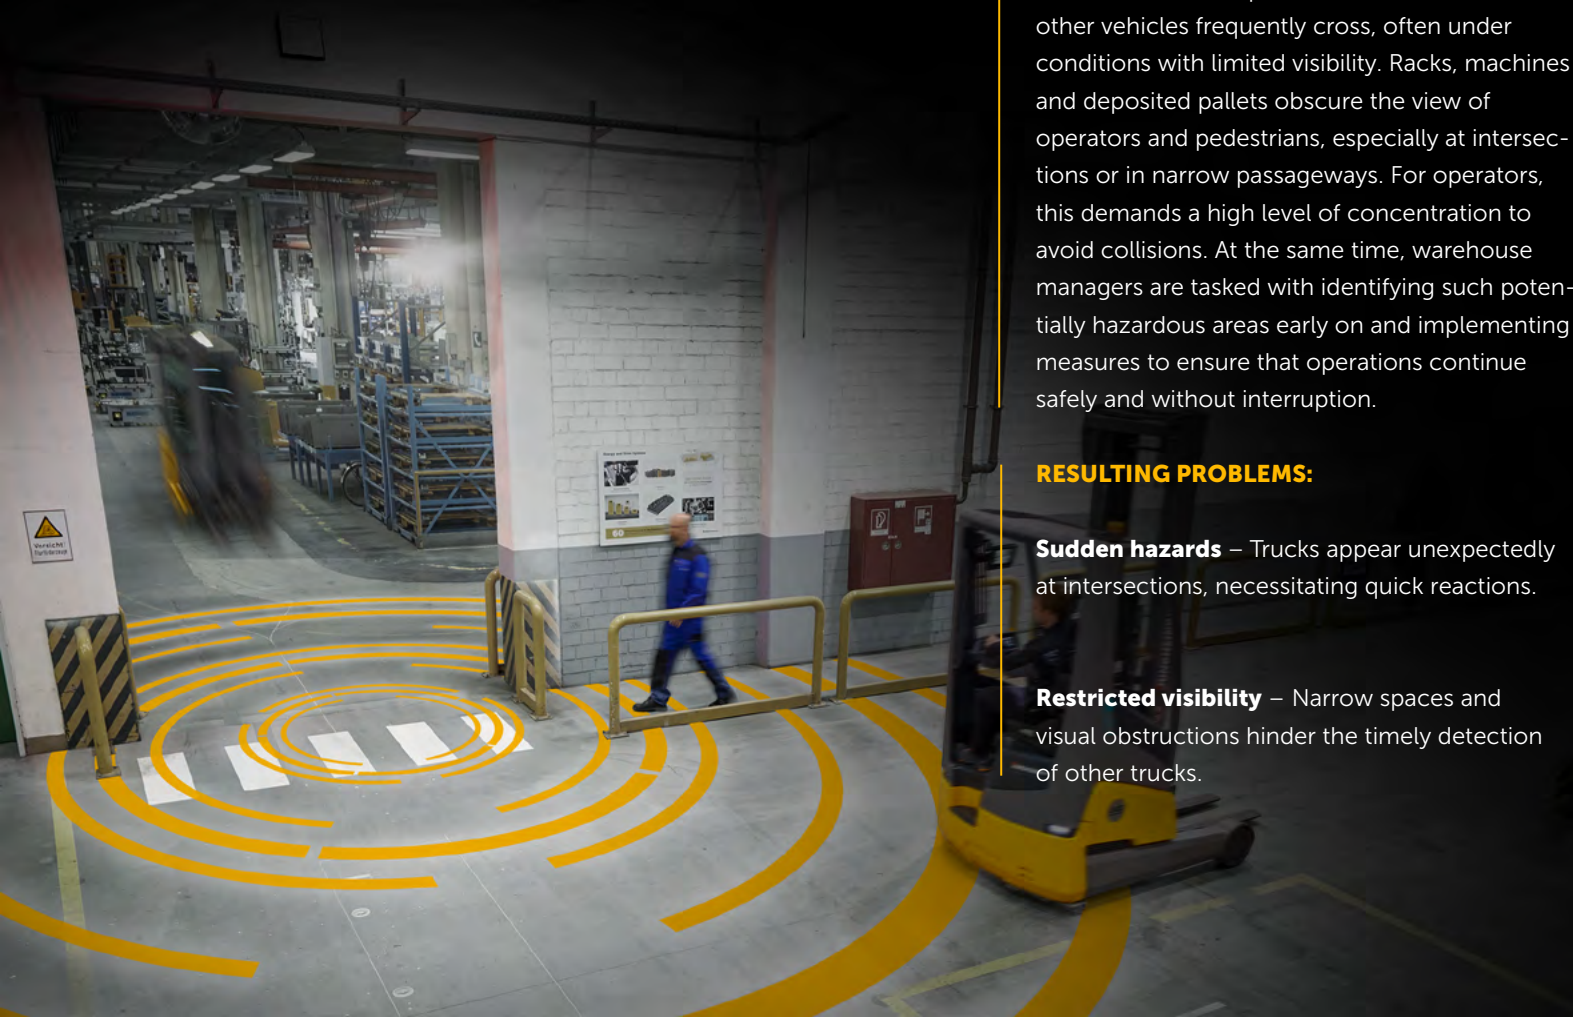 other vehicles frequently cross, often under
conditions with limited visibility. Racks, machines
and deposited pallets obscure the view of
operators and pedestrians, especially at intersec-
tions or in narrow passageways. For operators,
this demands a high level of concentration to
avoid collisions. At the same time, warehouse
managers are tasked with identifying such poten-
tially hazardous areas early on and implementing
measures to ensure that operations continue
safely and without interruption.
RESULTING PROBLEMS:
Sudden hazards – Trucks appear unexpectedly
at intersections, necessitating quick reactions.
Restricted visibility – Narrow spaces and
visual obstructions hinder the timely detection
of other trucks.
Vorsicht!
60